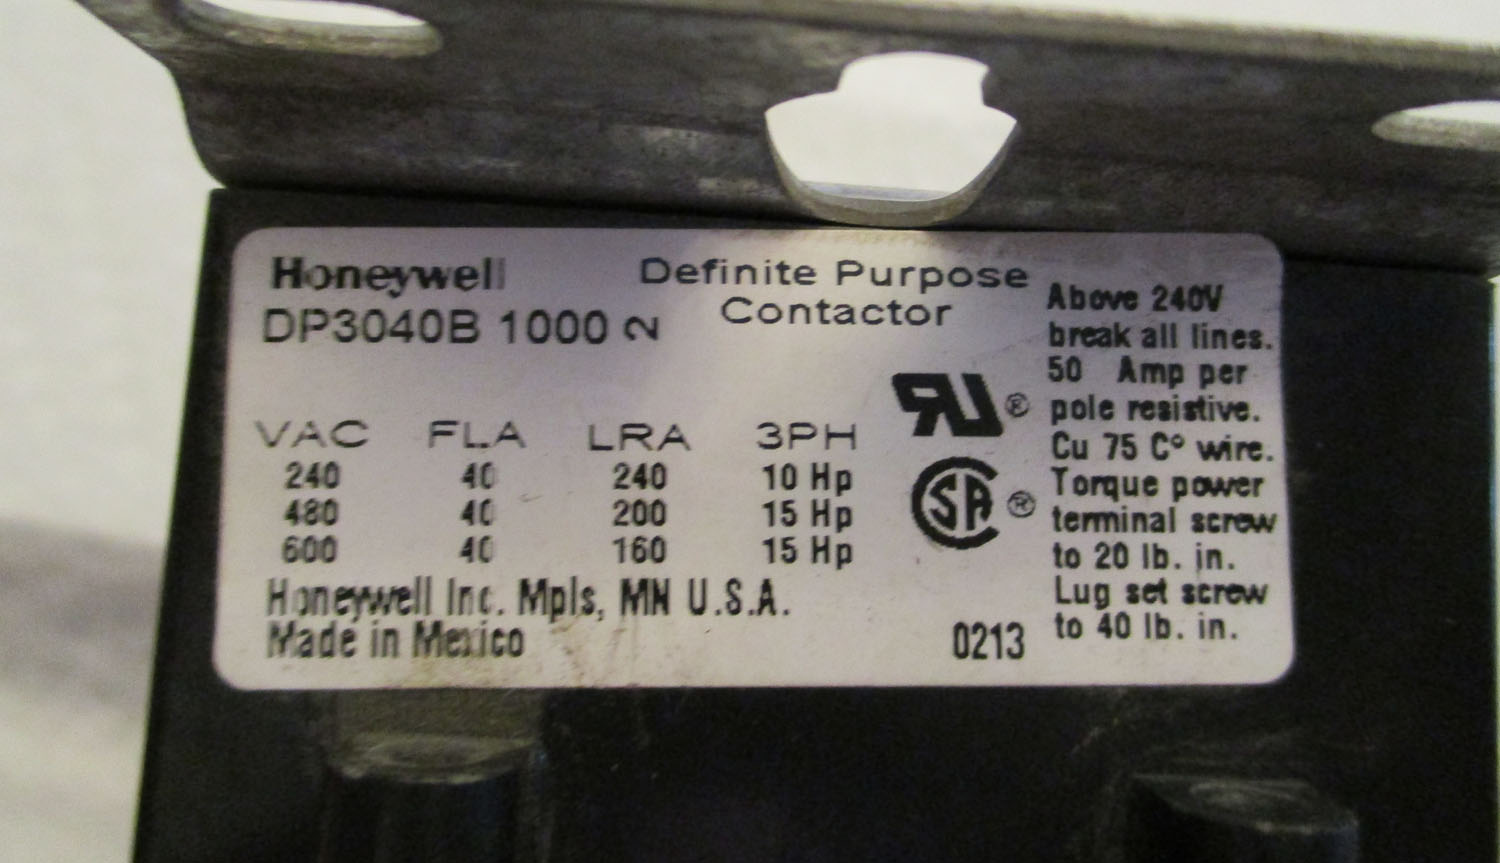 Honeywell
DP3040B 1000 2
Definite Purpose
Contactor
VAC FLA LRA 3PH
240 40 240 10 Hp
480 40 200 15 Hp
600 40 160 15 Hp
Honeywell Inc. Mpls, MN U.S.A.
Made in Mexico
0213
RU®
SA®
Above 240V
break all lines.
50 Amp per
pole resistive.
Cu 75 C° wire.
Torque power
terminal screw
to 20 lb. in.
Lug set screw
to 40 lb. in.